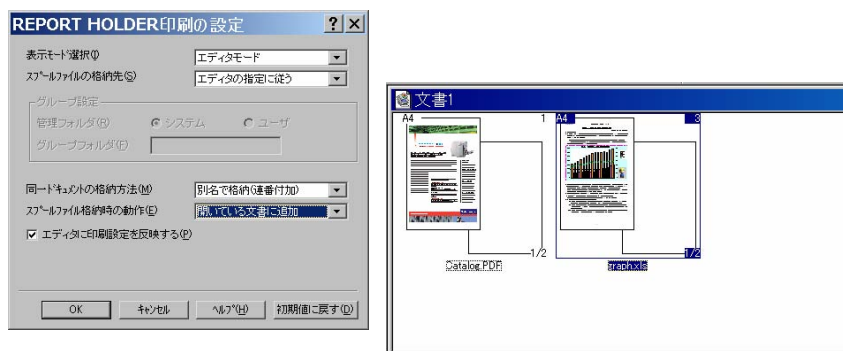 REPORT HOLDER印刷の設定
表示モード選択(I)
エディタモード
スプールファイルの格納先(S)
エディタの指定に従う
グループ設定
管理フォルダ(R)
システム
ユーザ
グループフォルダ(F)
同一ドキュメントの格納方法(M)
別名で格納(連番付加)
スプールファイル格納時の動作(E)
開いている文書に追加
エディタに印刷設定を反映する(P)
OK
キャンセル
ヘルプ(H)
初期値に戻す(D)
文書1
A4
1
A4
3
1/2
1/2
Catalog.PDF
graph.xls